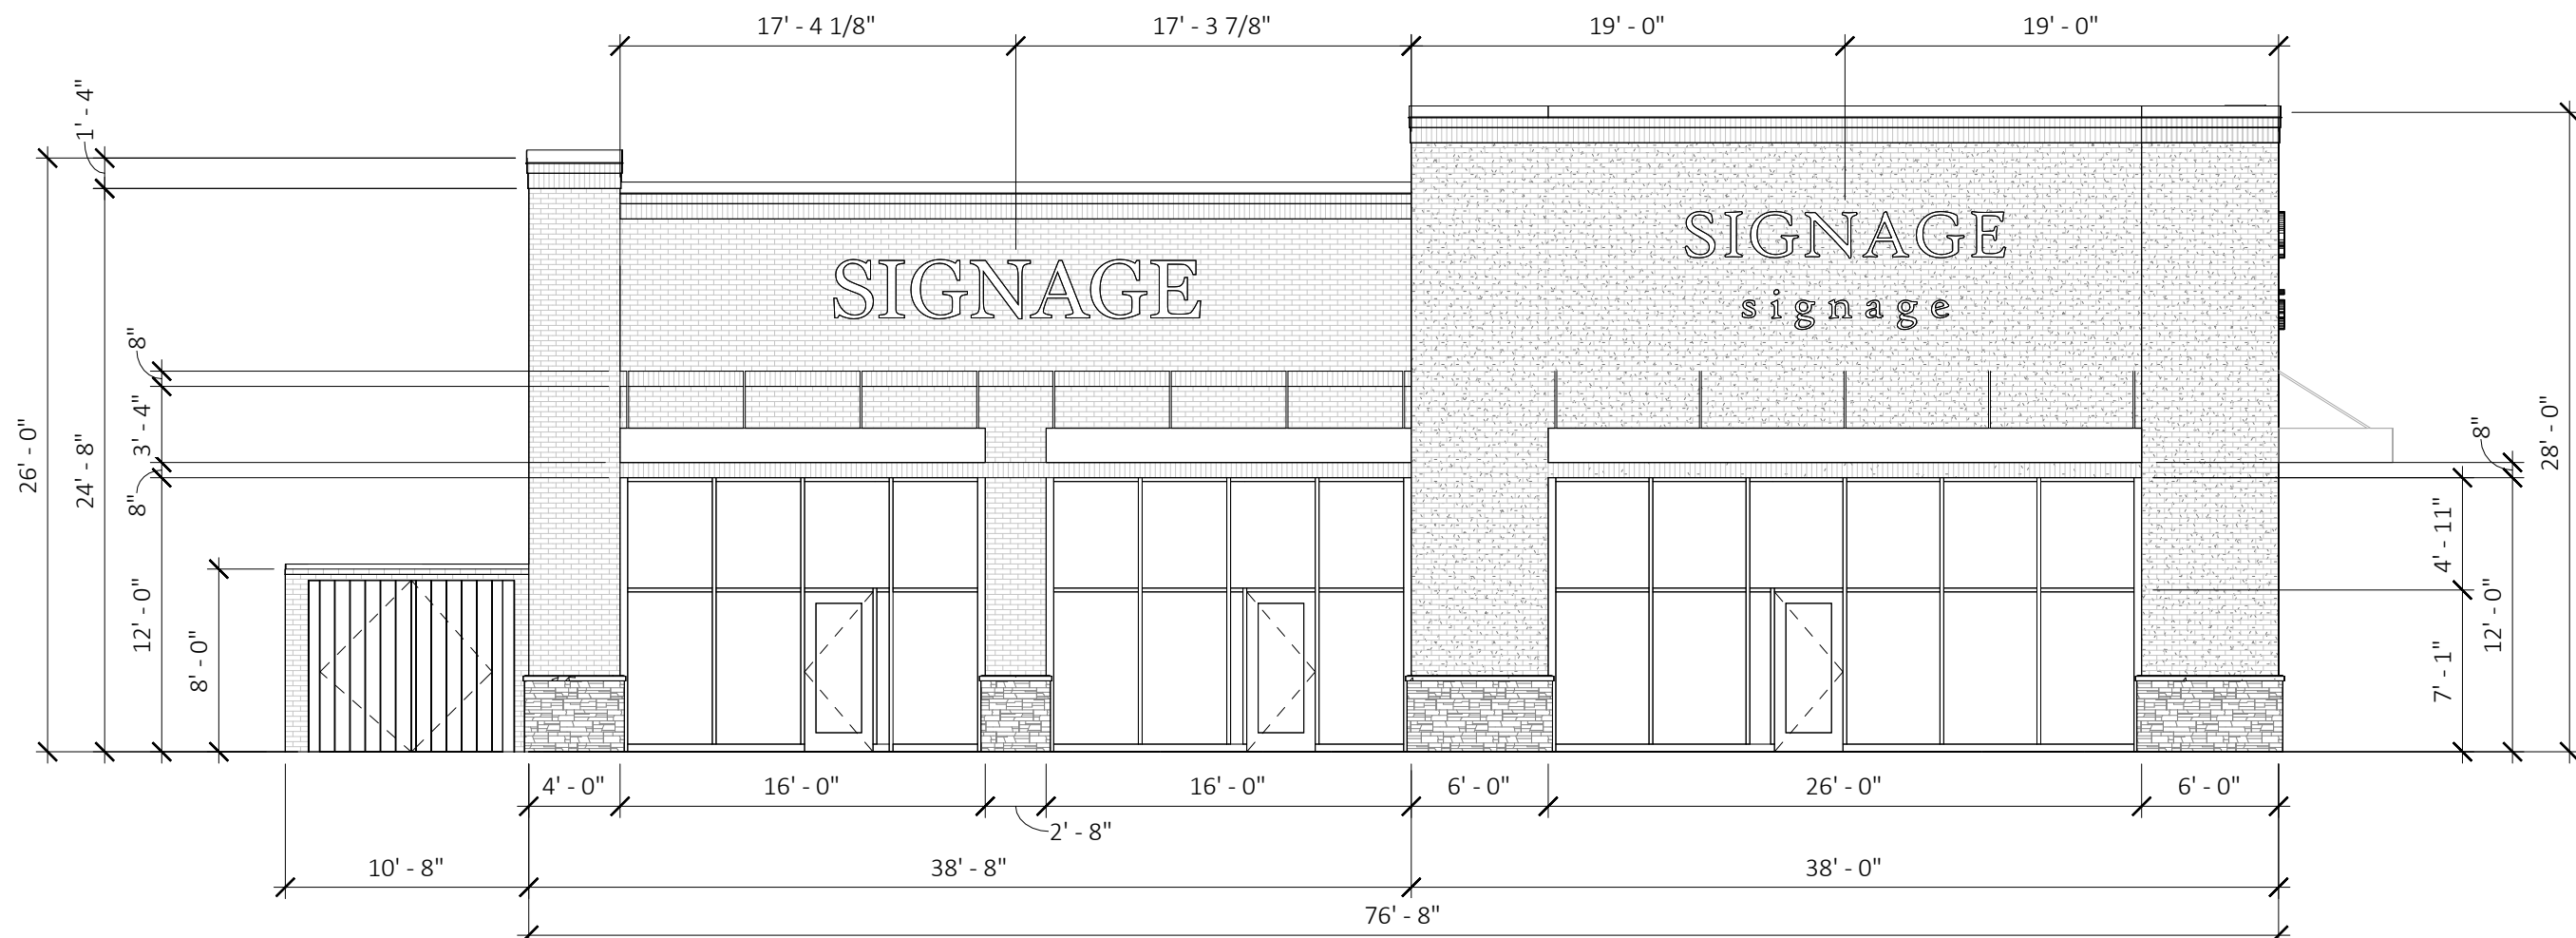 17' - 4 1/8" 17' - 3 7/8" 19' - 0" 19' - 0"
1' - 4"
SIGNAGE
SIGNAGE
signage
8"
3' - 4"
8"
26' - 0"
24' - 8"
12' - 0"
8' - 0"
28' - 0"
8"
4' - 11"
12' - 0"
7' - 1"
4' - 0" 16' - 0" 16' - 0" 6' - 0" 26' - 0" 6' - 0"
2' - 8"
10' - 8" 38' - 8" 38' - 0"
76' - 8"